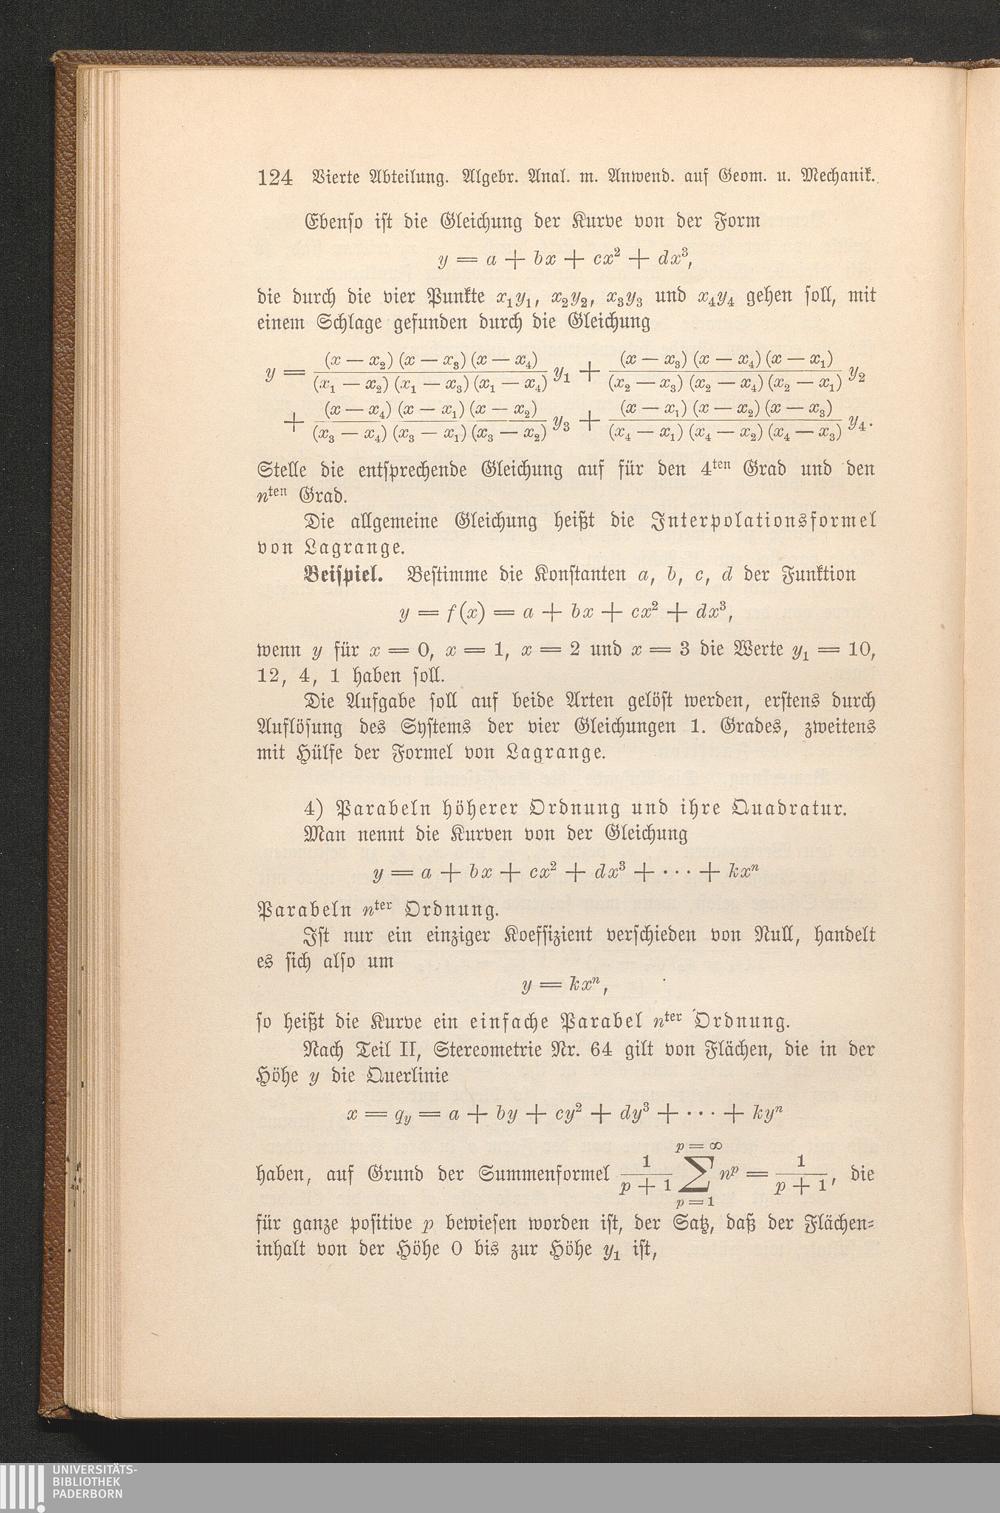 124 Vierte Abteilung. Algebr. Anal. m. Anwend. auf Geom. u. Mechanik.
Ebenso ist die Gleichung der Kurve von der Form
y = a + bx + cx² + dx³,
die durch die vier Punkte x₁y₁, x₂y₂, x₃y₃ und x₄y₄ gehen soll, mit
einem Schlage gefunden durch die Gleichung
y = (x — x₂) (x — x₃) (x — x₄) / (x₁ — x₂) (x₁ — x₃) (x₁ — x₄) y₁ + (x — x₃) (x — x₄) (x — x₁) / (x₂ — x₃) (x₂ — x₄) (x₂ — x₁) y₂
+ (x — x₄) (x — x₁) (x — x₂) / (x₃ — x₄) (x₃ — x₁) (x₃ — x₂) y₃ + (x — x₁) (x — x₂) (x — x₃) / (x₄ — x₁) (x₄ — x₂) (x₄ — x₃) y₄.
Stelle die entsprechende Gleichung auf für den 4ten Grad und den
nten Grad.
Die allgemeine Gleichung heißt die Interpolationsformel
von Lagrange.
Beispiel. Bestimme die Konstanten a, b, c, d der Funktion
y = f(x) = a + bx + cx² + dx³,
wenn y für x = 0, x = 1, x = 2 und x = 3 die Werte y₁ = 10,
12, 4, 1 haben soll.
Die Aufgabe soll auf beide Arten gelöst werden, erstens durch
Auflösung des Systems der vier Gleichungen 1. Grades, zweitens
mit Hülfe der Formel von Lagrange.
4) Parabeln höherer Ordnung und ihre Quadratur.
Man nennt die Kurven von der Gleichung
y = a + bx + cx² + dx³ + · · · + kxⁿ
Parabeln nter Ordnung.
Ist nur ein einziger Koeffizient verschieden von Null, handelt
es sich also um
y = kxⁿ,
so heißt die Kurve ein einfache Parabel nter Ordnung.
Nach Teil II, Stereometrie Nr. 64 gilt von Flächen, die in der
Höhe y die Querlinie
x = q_y = a + by + cy² + dy³ + · · · + kyⁿ
haben, auf Grund der Summenformel 1/(p + 1) ∑_{p = 1}^{p = ∞} nᵖ = 1/(p + 1), die
für ganze positive p bewiesen worden ist, der Satz, daß der Flächen-
inhalt von der Höhe 0 bis zur Höhe y₁ ist,
UNIVERSITÄTS-
BIBLIOTHEK
PADERBORN